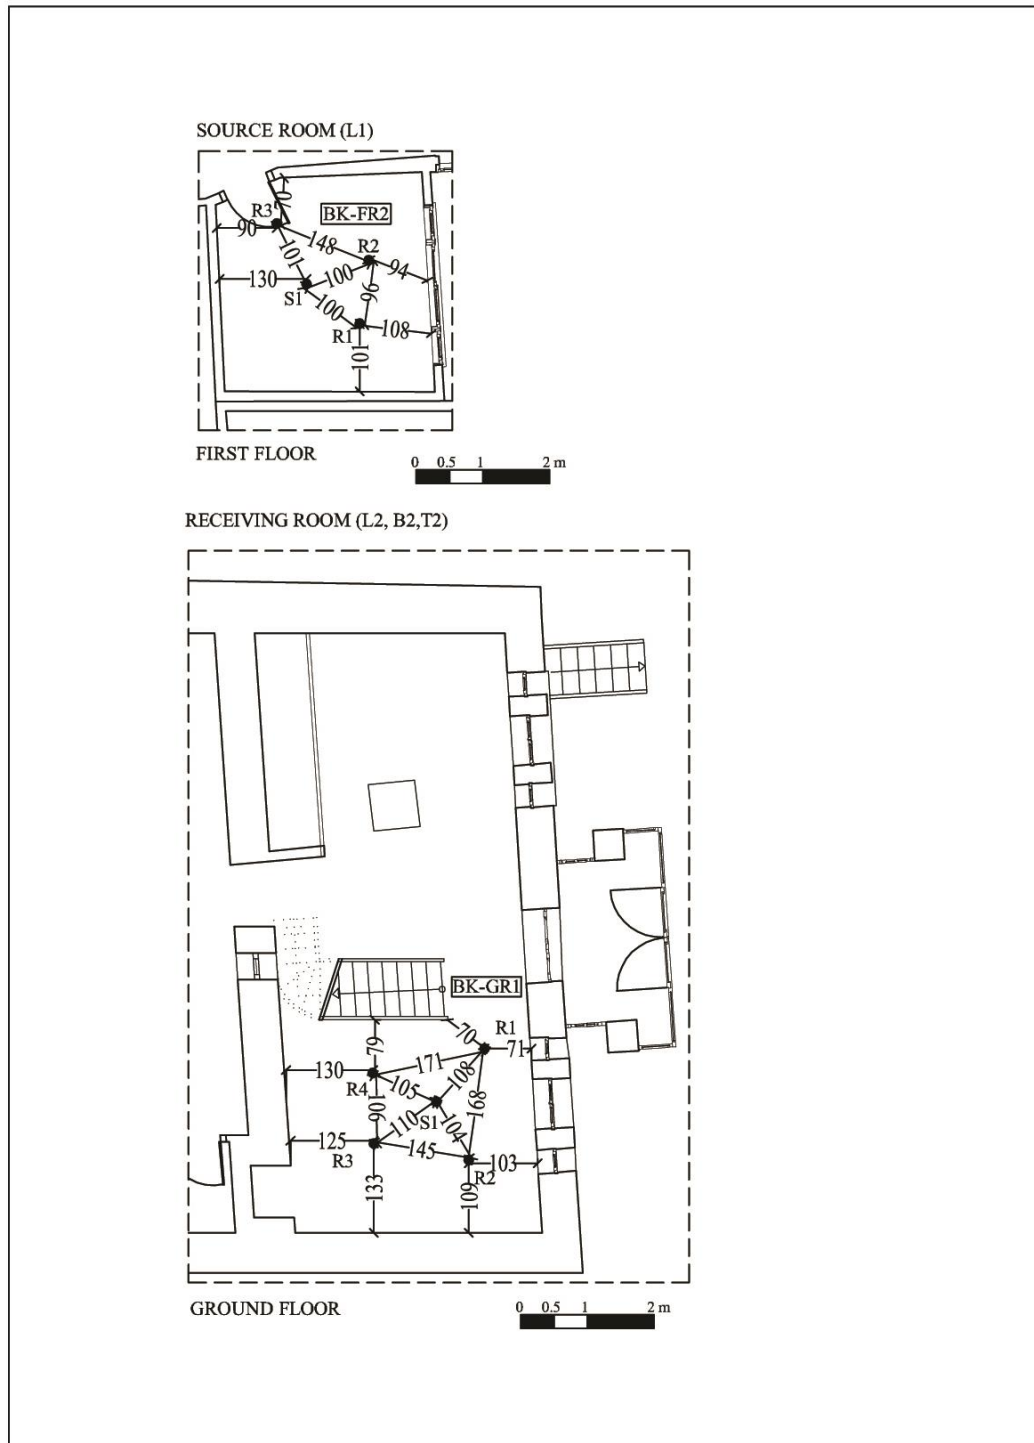 SOURCE ROOM (L1)
70
R3
BK-FR2
90
148
R2
101
100
94
130
S1
96
100
R1
108
101
FIRST FLOOR
0 0.5 1 2 m
RECEIVING ROOM (L2, B2,T2)
BK-GR1
70
R1
79
71
171
130
108
R4
105
168
106
S1
110
104
125
R3
145
103
R2
133
109
GROUND FLOOR
0 0.5 1 2 m